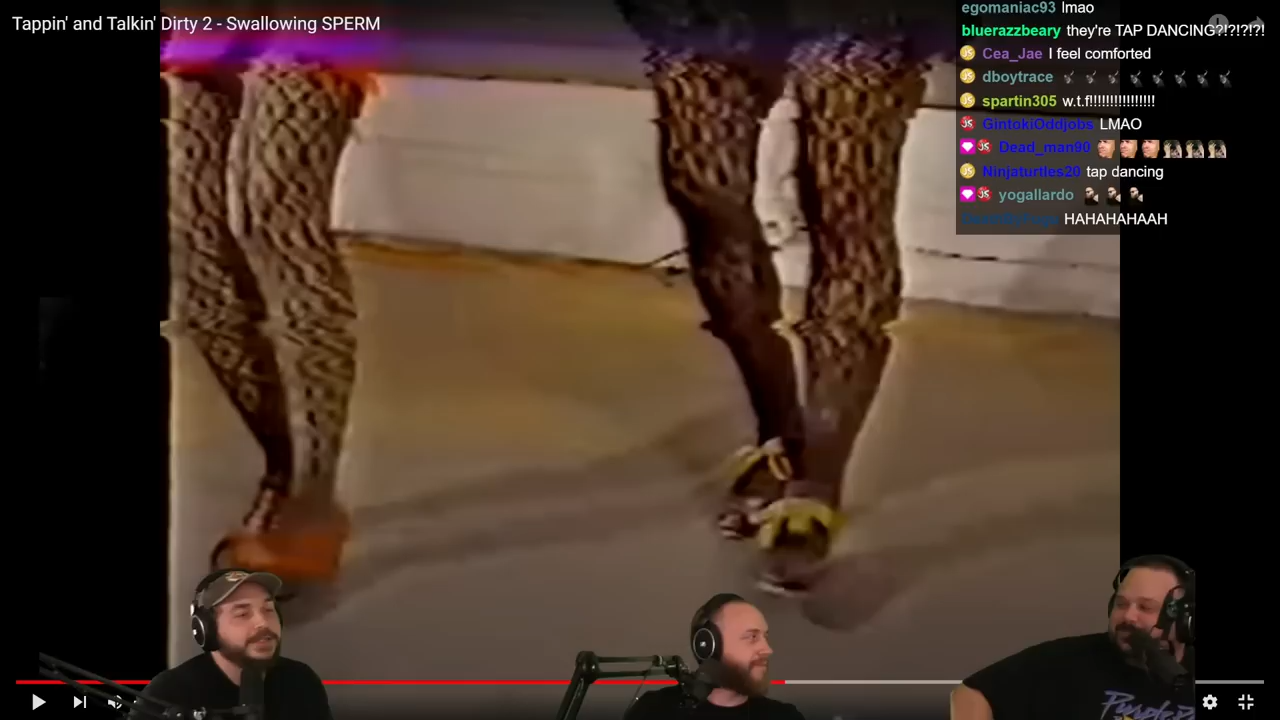 Tappin' and Talkin' Dirty 2 - Swallowing SPERM
egomaniac93 lmao
bluerazzbeary they're TAP DANCING?!?!?!?!
Cea_Jae I feel comforted
dboytrace
spartin305 w.t.f!!!!!!!!!!!!!!!!
GintokiOddjobs LMAO
Dead_man90
Ninjaturtles20 tap dancing
yogallardo
HAHAHAHAAH